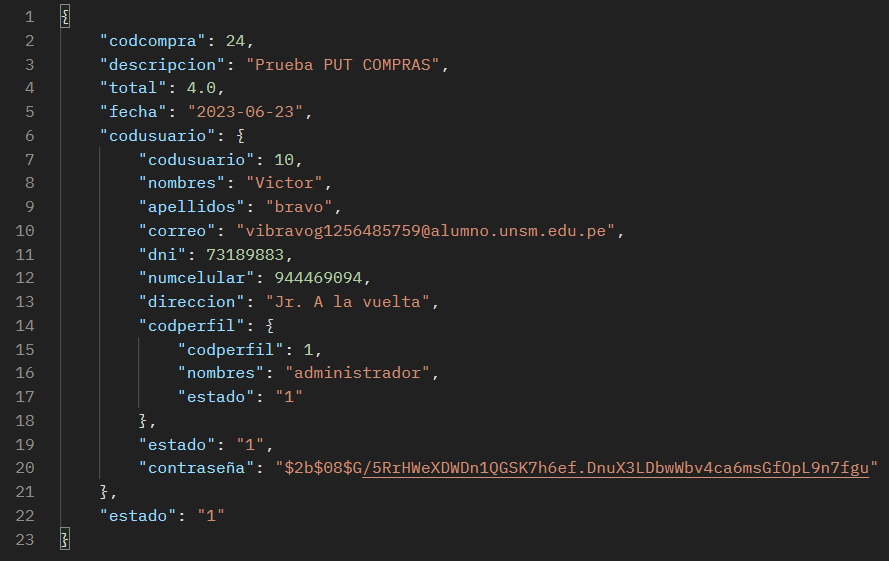 1 {
2 "codcompra": 24,
3 "descripcion": "Prueba PUT COMPRAS",
4 "total": 4.0,
5 "fecha": "2023-06-23",
6 "codusuario": {
7 "codusuario": 10,
8 "nombres": "Victor",
9 "apellidos": "bravo",
10 "correo": "vibravog1256485759@alumno.unsm.edu.pe",
11 "dni": 73189883,
12 "numcelular": 944469094,
13 "direccion": "Jr. A la vuelta",
14 "codperfil": {
15 "codperfil": 1,
16 "nombres": "administrador",
17 "estado": "1"
18 },
19 "estado": "1",
20 "contraseña": "$2b$08$G/5RrHWeXDWDn1QGSK7h6ef.DnuX3LDbwWbv4ca6msGfOpL9n7fgu"
21 },
22 "estado": "1"
23 }